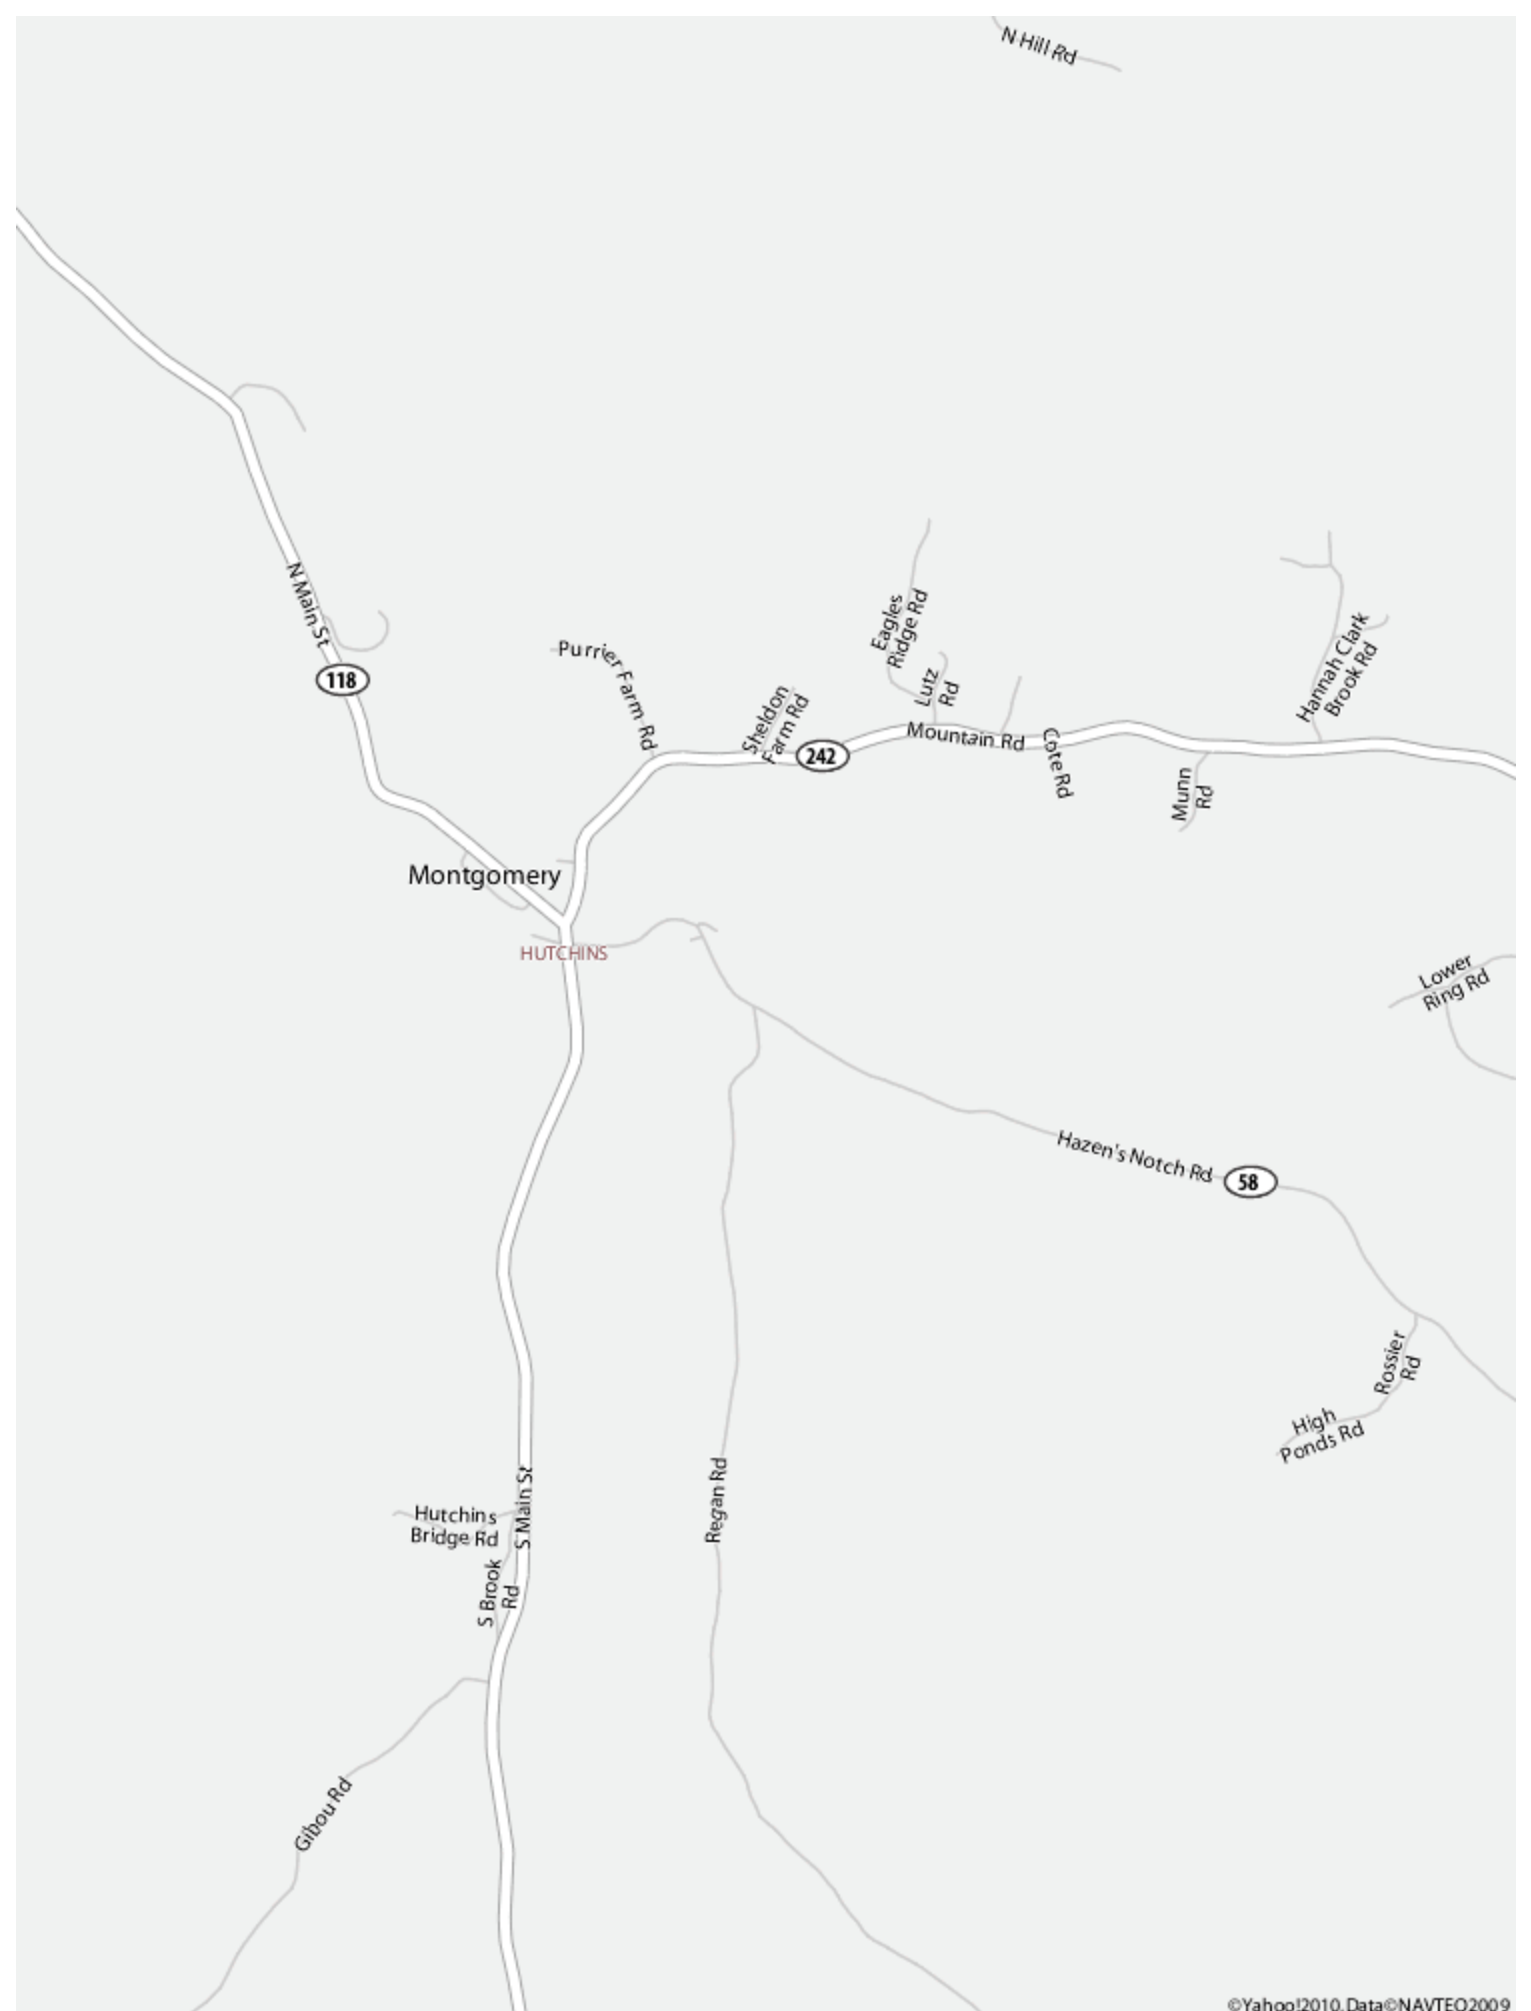 N Hill Rd
N Main St
118
Purrier Farm Rd
Sheldon
Farm Rd
242
Eagles
Ridge Rd
Lutz
Rd
Mountain Rd
Cote Rd
Munn
Rd
Hannah Clark
Brook Rd
Montgomery
HUTCHINS
Lower
Ring Rd
Hazen's Notch Rd
58
Rossier
Rd
High
Ponds Rd
Regan Rd
S Main St
Hutchins
Bridge Rd
S Brook
Rd
Gibou Rd
©Yahoo!2010, Data©NAVTEQ2009